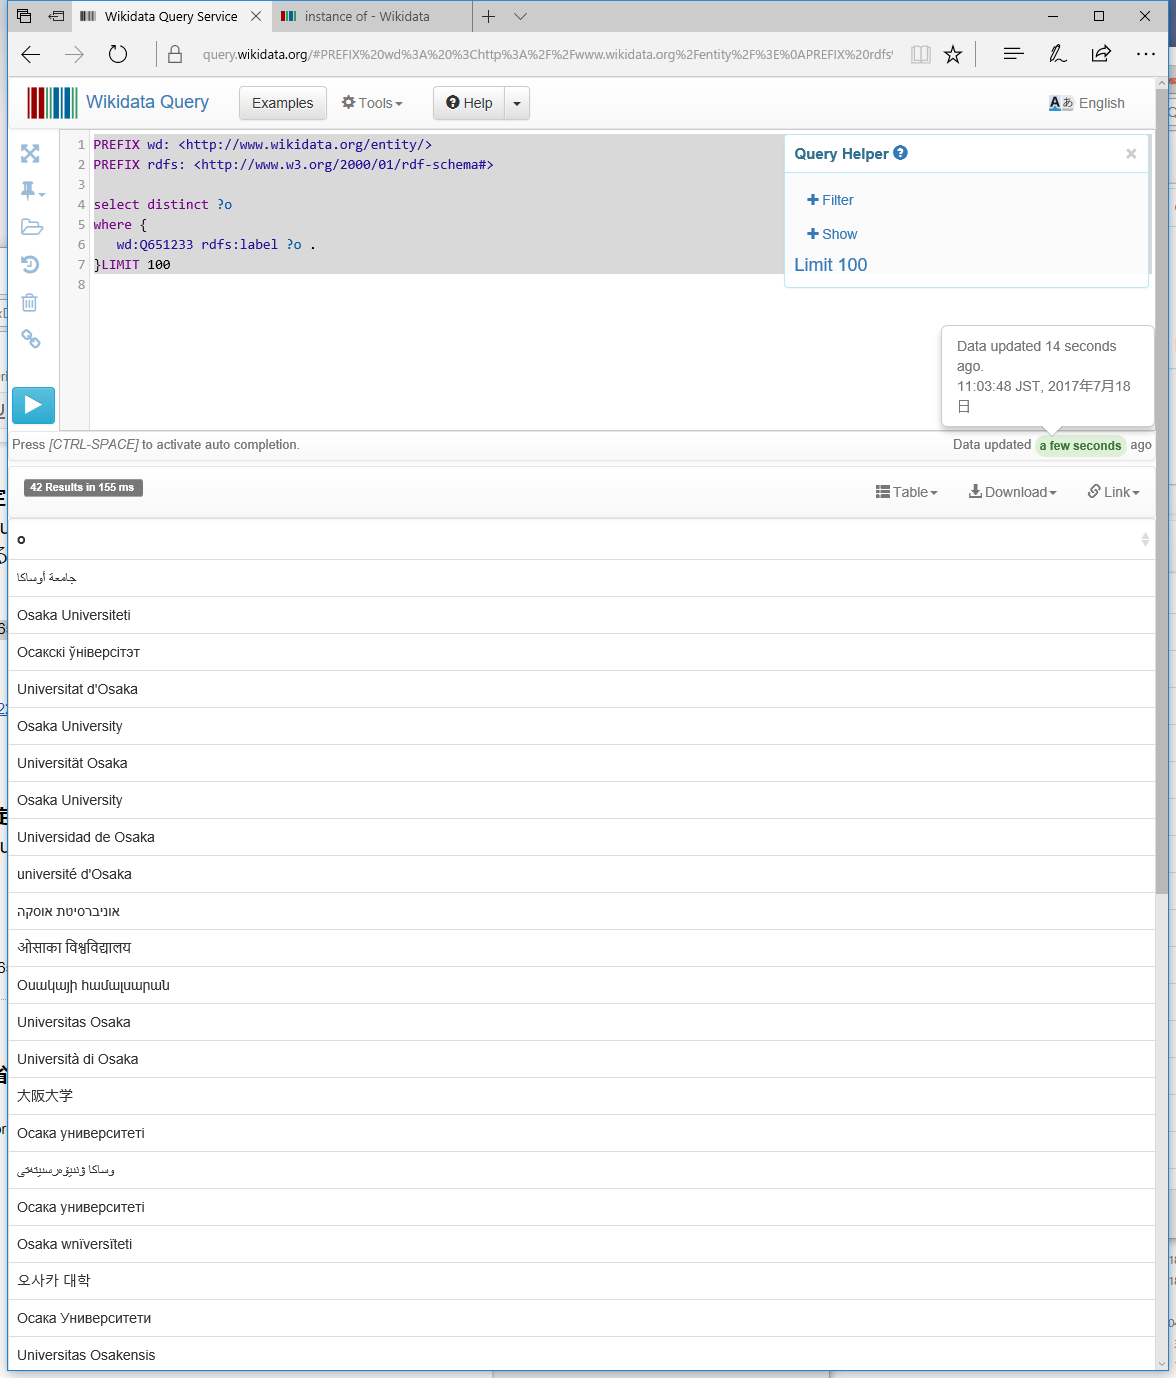 Wikidata Query Service
instance of - Wikidata
query.wikidata.org/#PREFIX%20wd%3A%20%3Chttp%3A%2F%2Fwww.wikidata.org%2Fentity%2F%3E%0APREFIX%20rdfs%
Wikidata Query
Examples
Tools
Help
English
1 PREFIX wd: <http://www.wikidata.org/entity/>
2 PREFIX rdfs: <http://www.w3.org/2000/01/rdf-schema#>
3
4 select distinct ?o
5 where {
6 wd:Q651233 rdfs:label ?o .
7 }LIMIT 100
8
Query Helper
Filter
Show
Limit 100
Data updated 14 seconds
ago.
11:03:48 JST, 2017年7月18
日
Press [CTRL-SPACE] to activate auto completion.
Data updated a few seconds ago
42 Results in 155 ms
Table
Download
Link
o
جامعة أوساكا
Osaka Universiteti
Осакскі ўніверсітэт
Universitat d'Osaka
Osaka University
Universität Osaka
Osaka University
Universidad de Osaka
université d'Osaka
אוניברסיטת אוסקה
ओसाका विश्वविद्यालय
Օսակայի համալսարան
Universitas Osaka
Università di Osaka
大阪大学
Осака университеті
وساكا ۋنىيۆەرسىيتەتى
Осака университеті
Osaka wnïversïteti
오사카 대학
Осака Университети
Universitas Osakensis